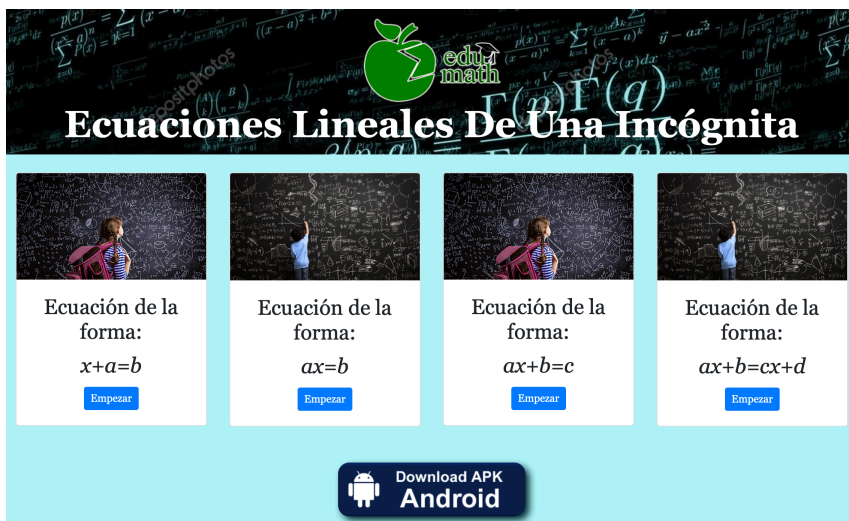 edu
math
Ecuaciones Lineales De Una Incógnita
Ecuación de la
forma:
x+a=b
Empezar
Ecuación de la
forma:
ax=b
Empezar
Ecuación de la
forma:
ax+b=c
Empezar
Ecuación de la
forma:
ax+b=cx+d
Empezar
Download APK
Android